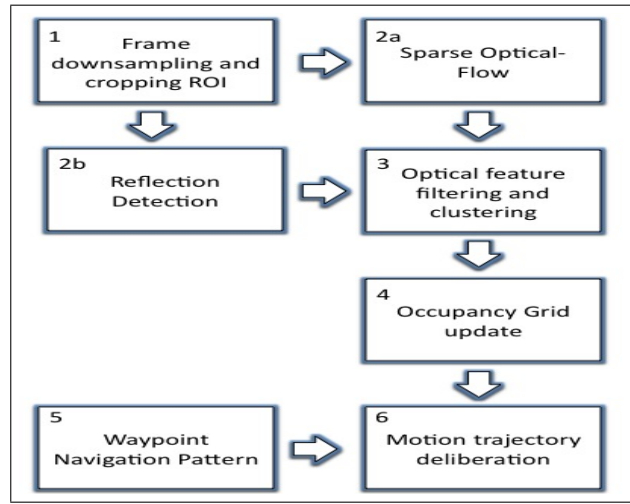 1
Frame
downsampling and
cropping ROI
2a
Sparse Optical-
Flow
2b
Reflection
Detection
3
Optical feature
filtering and
clustering
4
Occupancy Grid
update
5
Waypoint
Navigation Pattern
6
Motion trajectory
deliberation